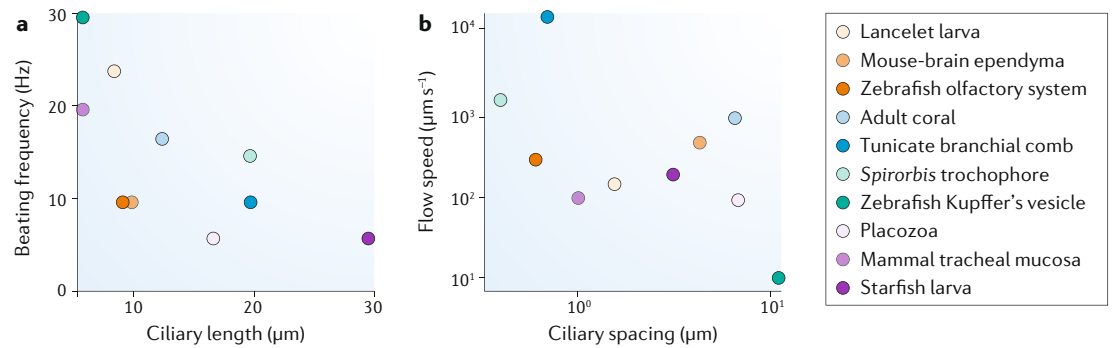 a
Beating frequency (Hz)
30
20
10
0
10
20
30
Ciliary length (µm)
b
Flow speed (µm s⁻¹)
10⁴
10³
10²
10¹
10⁰
10¹
Ciliary spacing (µm)
Lancelet larva
Mouse-brain ependyma
Zebrafish olfactory system
Adult coral
Tunicate branchial comb
Spirorbis trochophore
Zebrafish Kupffer's vesicle
Placozoa
Mammal tracheal mucosa
Starfish larva